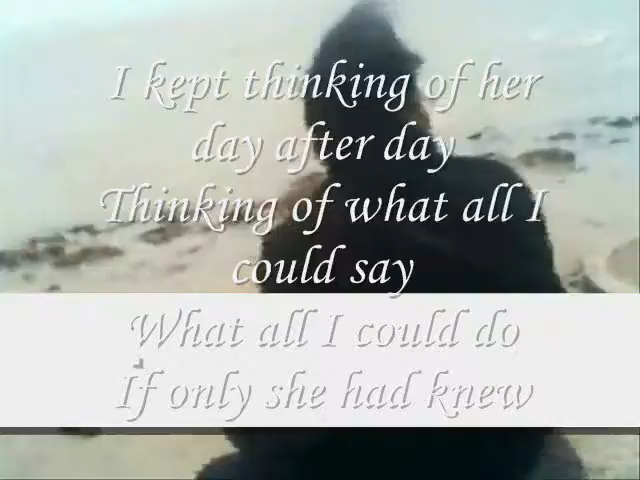 I kept thinking of her
day after day
Thinking of what all I
could say
What all I could do
If only she had knew